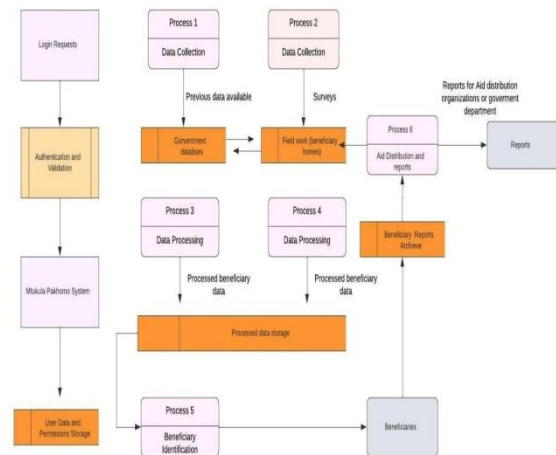 Login Requests
Authentication and
Validation
Mtukula Pakhomo System
User Data and
Permissions Storage
Process 1
Data Collection
Previous data available
Government
databses
Process 2
Data Collection
Surveys
Field work (beneficiary
homes)
Reports for Aid distribution
organizations or goverment
department
Process 6
Aid Distribution and
reports
Reports
Process 3
Data Processing
Process 4
Data Processing
Beneficiary Reports
Archieve
Processed beneficiary
data
Processed beneficiary
data
Processed data storage
Process 5
Beneficiary
Identification
Beneficiaries